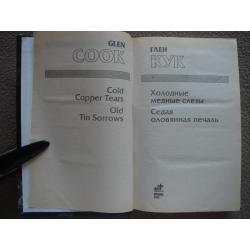 GLEN
COOK
Cold
Copper Tears
Old
Tin Sorrows
ГЛЕН
КУК
Холодные
медные слезы
Седая
оловянная печаль